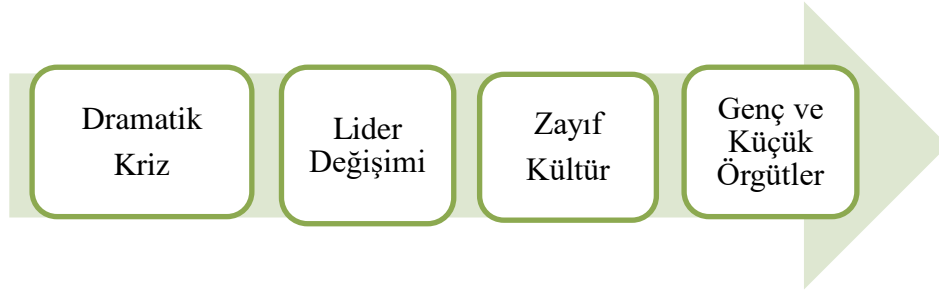 Dramatik
Kriz
Lider
Değişimi
Zayıf
Kültür
Genç ve
Küçük
Örgütler